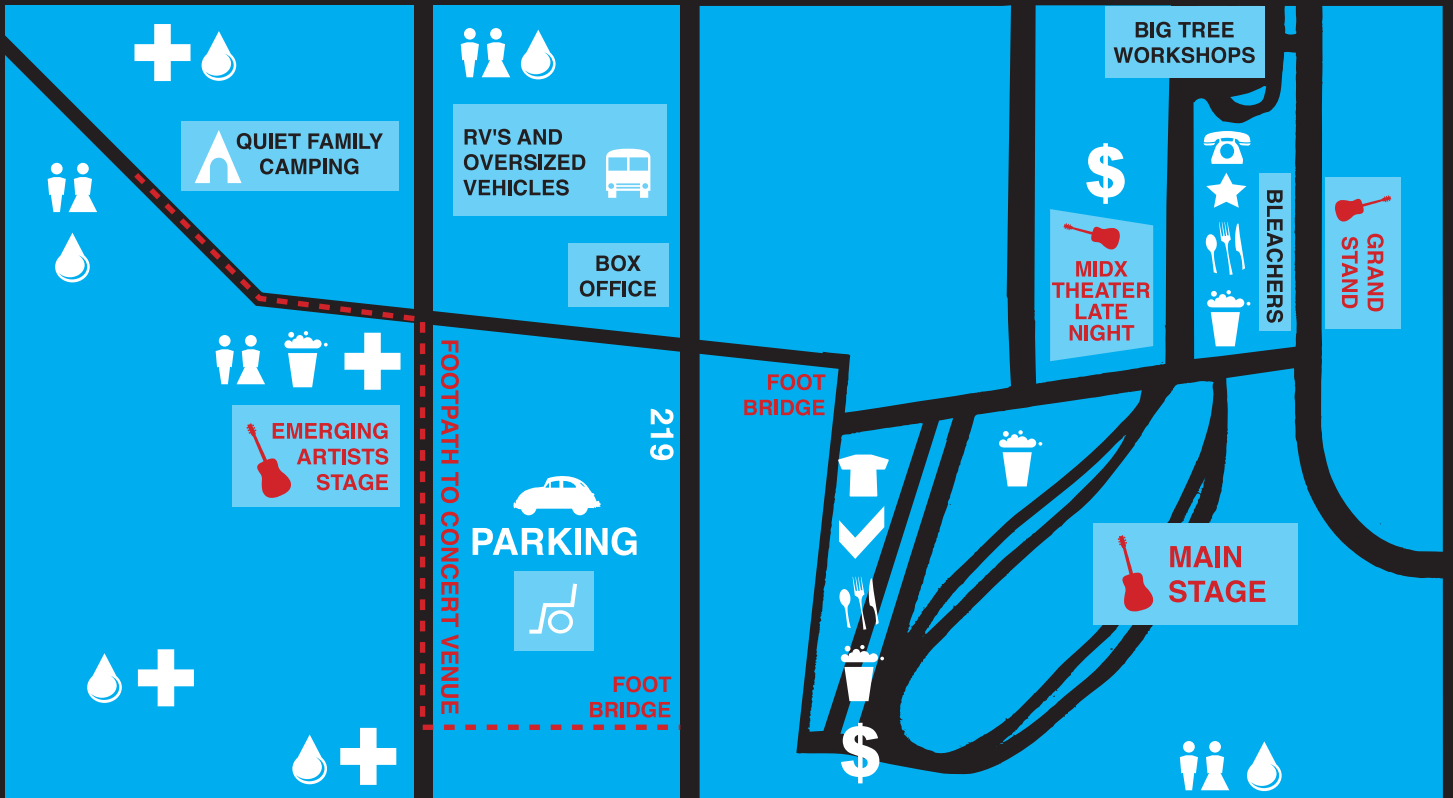 BIG TREE
WORKSHOPS
QUIET FAMILY
CAMPING
RV'S AND
OVERSIZED
VEHICLES
BOX
OFFICE
$
MIDX
THEATER
LATE
NIGHT
BLEACHERS
GRAND
STAND
FOOT
BRIDGE
EMERGING
ARTISTS
STAGE
FOOTPATH TO CONCERT VENUE
219
PARKING
MAIN
STAGE
FOOT
BRIDGE
$